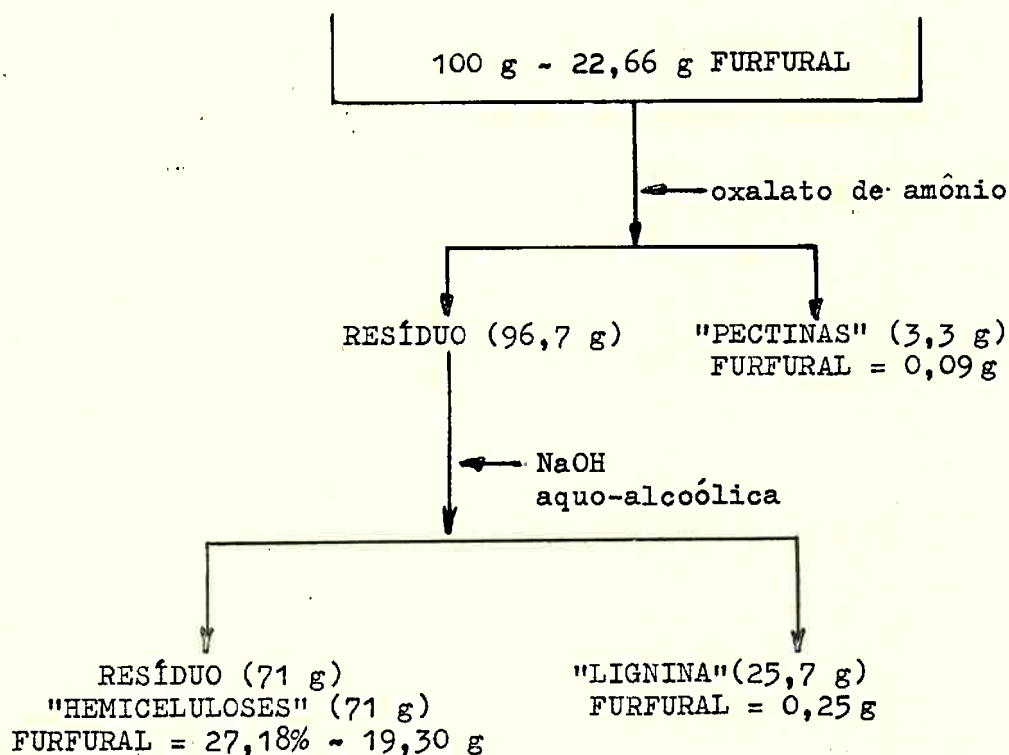 100 g ~ 22,66 g FURFURAL
oxalato de amônio
RESÍDUO (96,7 g)
"PECTINAS" (3,3 g)
FURFURAL = 0,09 g
NaOH
aquo-alcoólica
RESÍDUO (71 g)
"HEMICELULOSES" (71 g)
FURFURAL = 27,18% ~ 19,30 g
"LIGNINA"(25,7 g)
FURFURAL = 0,25 g